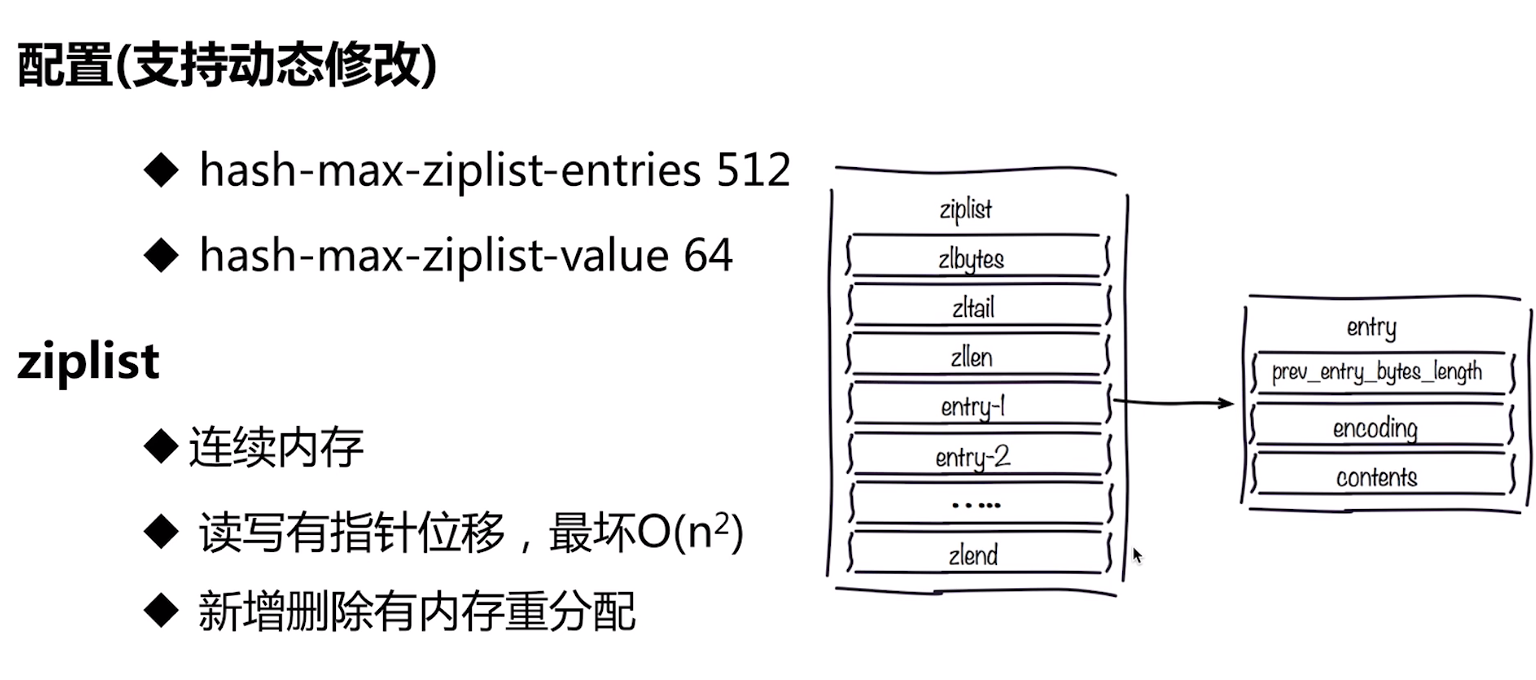 配置(支持动态修改)
◆ hash-max-ziplist-entries 512
◆ hash-max-ziplist-value 64
ziplist
◆ 连续内存
◆ 读写有指针位移，最坏O(n²)
◆ 新增删除有内存重分配
ziplist
zlbytes
zltail
zllen
entry-1
entry-2
......
zlend
entry
prev_entry_bytes_length
encoding
contents